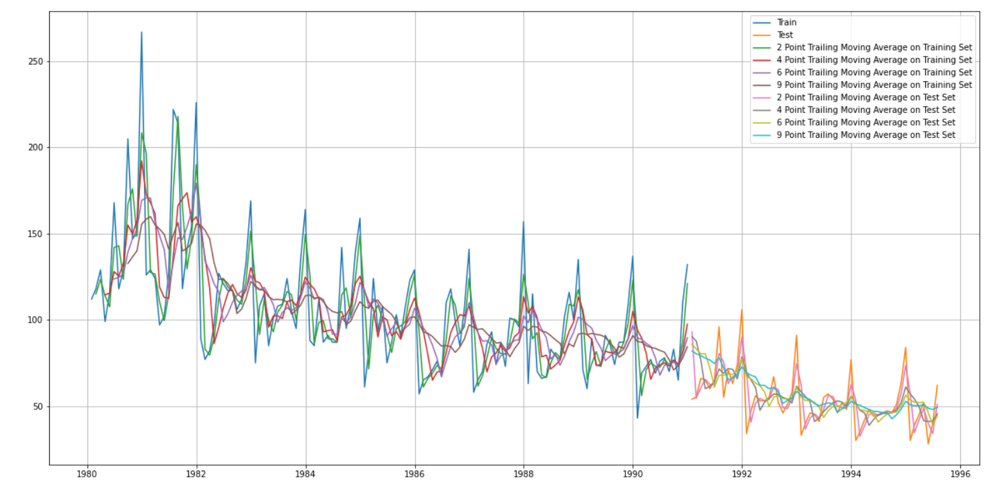 250
200
150
100
50
1980
1982
1984
1986
1988
1990
1992
1994
1996
Train
Test
2 Point Trailing Moving Average on Training Set
4 Point Trailing Moving Average on Training Set
6 Point Trailing Moving Average on Training Set
9 Point Trailing Moving Average on Training Set
2 Point Trailing Moving Average on Test Set
4 Point Trailing Moving Average on Test Set
6 Point Trailing Moving Average on Test Set
9 Point Trailing Moving Average on Test Set